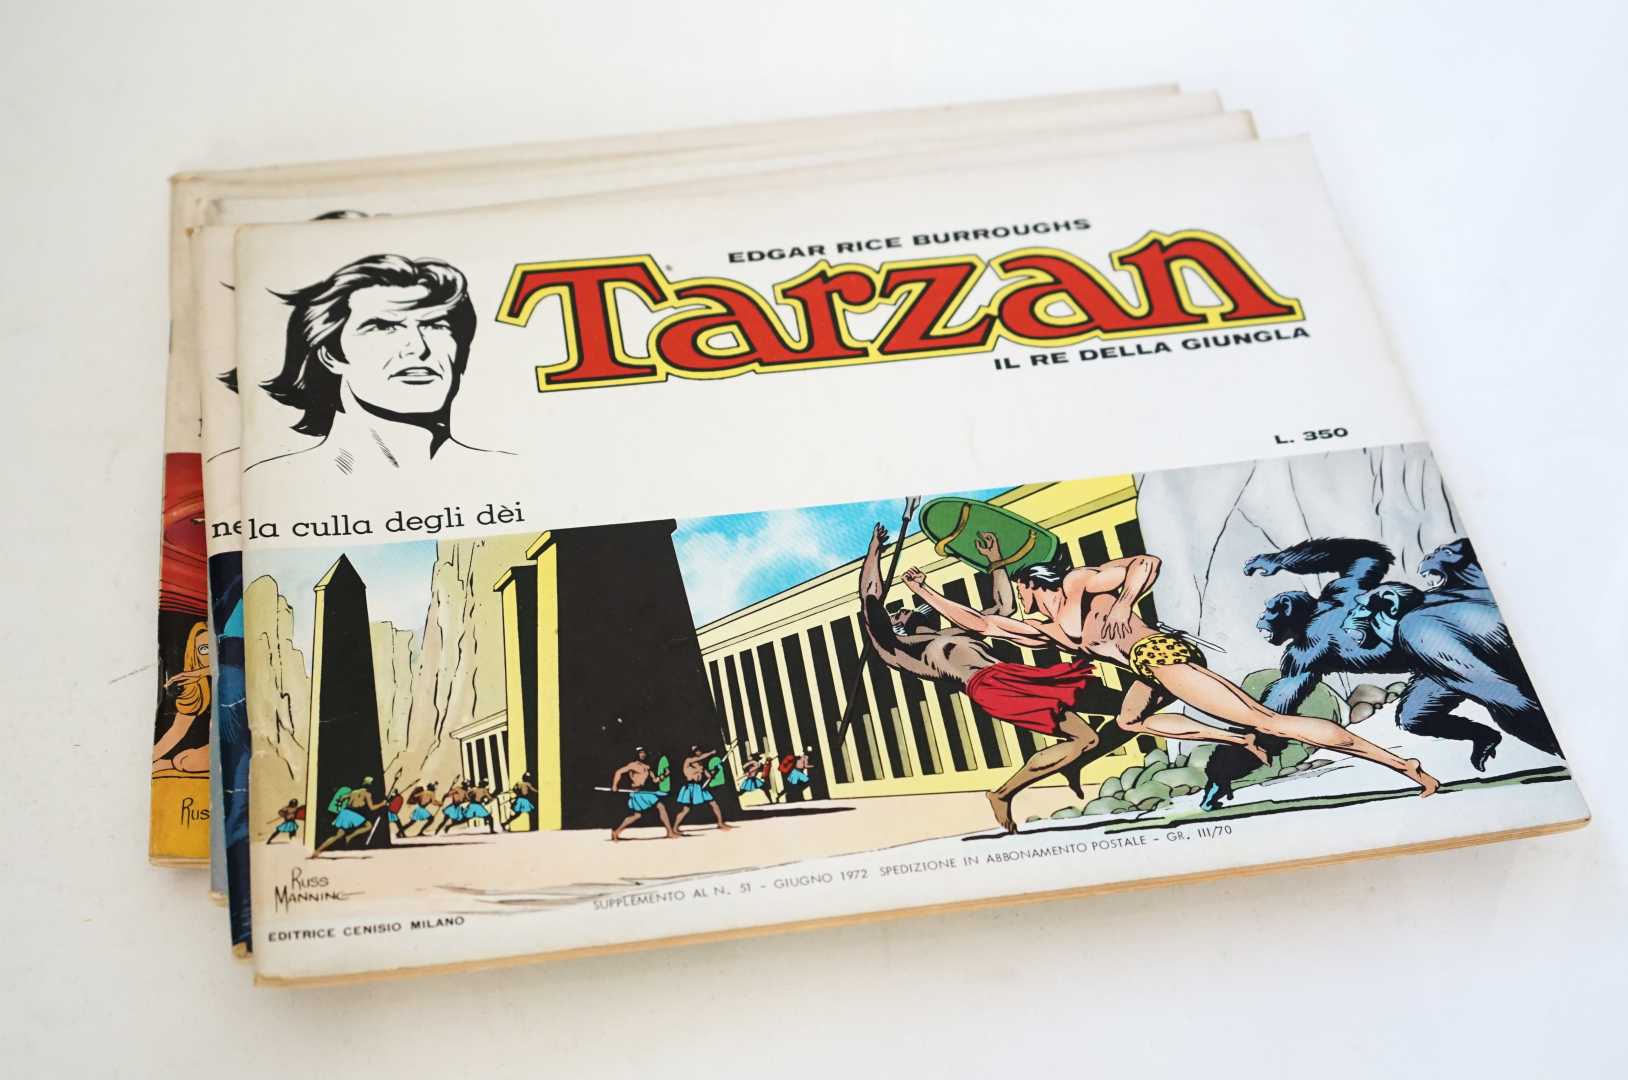 EDGAR RICE BURROUGHS
Tarzan
IL RE DELLA GIUNGLA
L. 350
la culla degli dèi
ne
RUSS
MANNING
Rus
SUPPLEMENTO AL N. 51 - GIUGNO 1972 SPEDIZIONE IN ABBONAMENTO POSTALE - GR. III/70
EDITRICE CENISIO MILANO